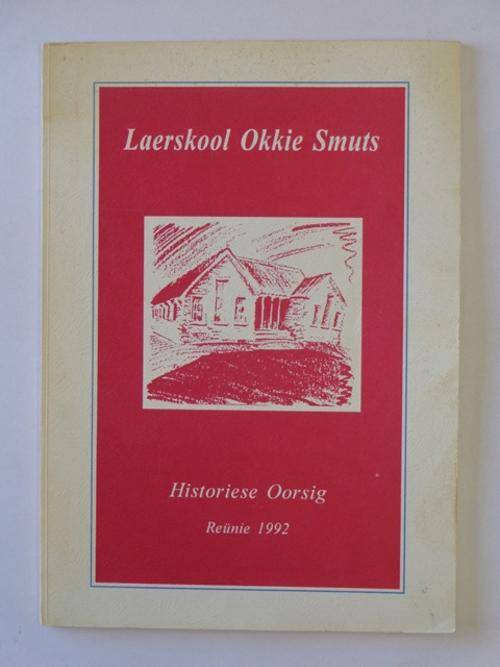 Laerskool Okkie Smuts
Historiese Oorsig
Reünie 1992